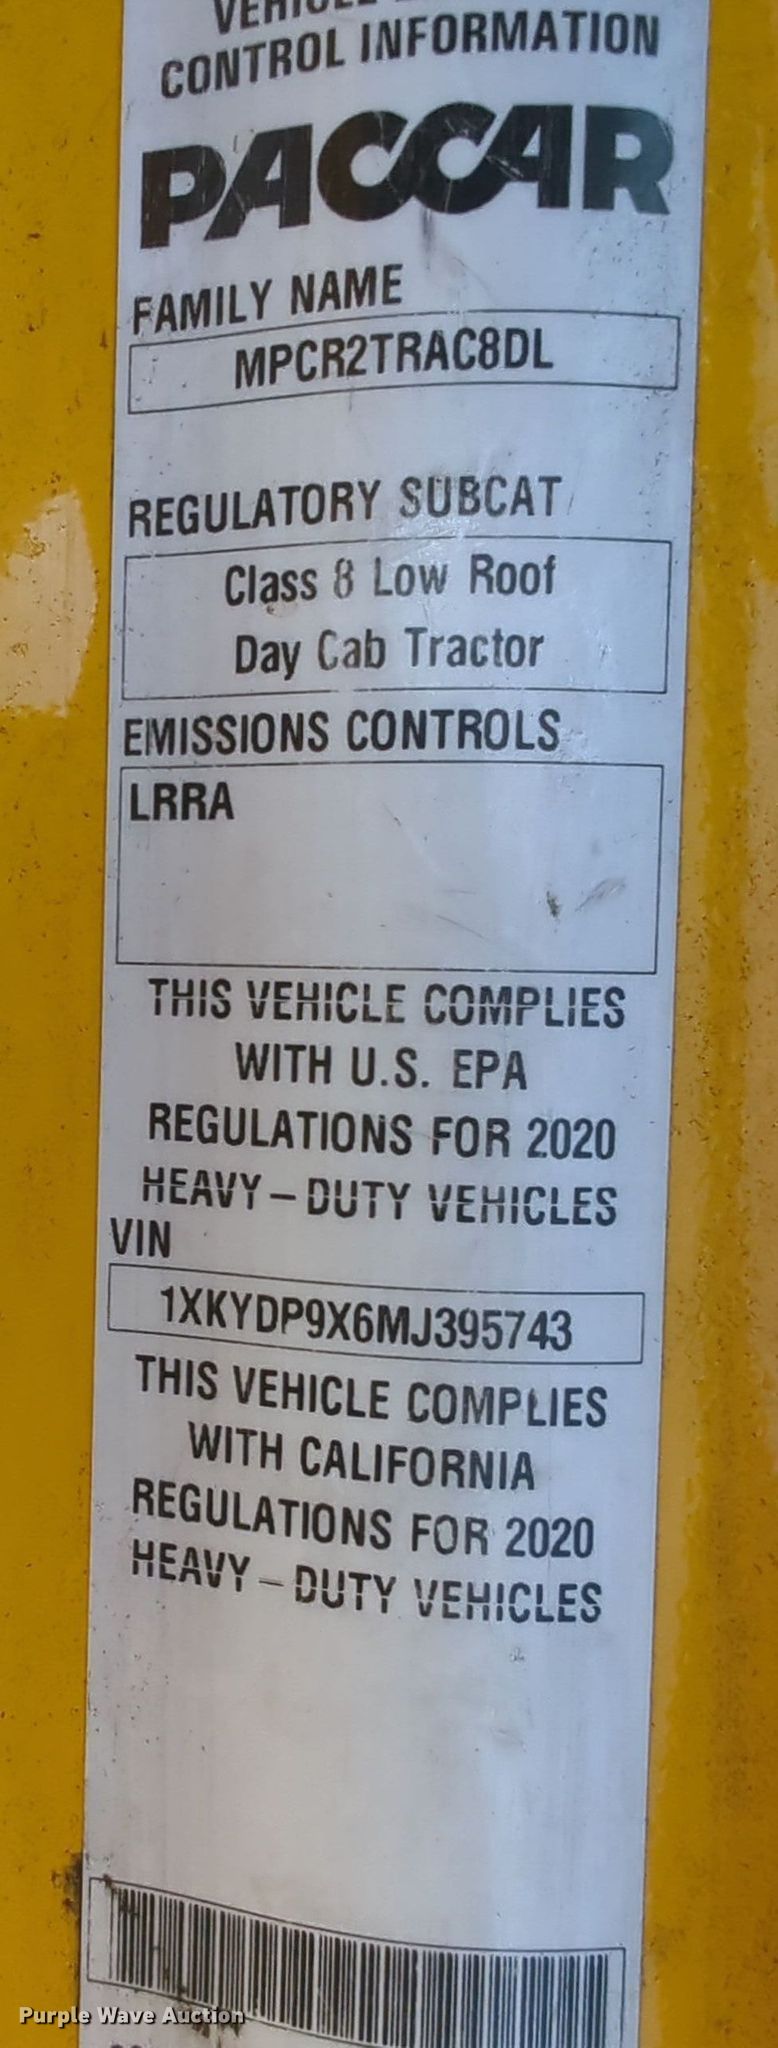 VEHICLE
CONTROL INFORMATION
PACCAR
FAMILY NAME
MPCR2TRAC8DL
REGULATORY SUBCAT
Class 8 Low Roof
Day Cab Tractor
EMISSIONS CONTROLS
LRRA
THIS VEHICLE COMPLIES
WITH U.S. EPA
REGULATIONS FOR 2020
HEAVY-DUTY VEHICLES
VIN
1XKYDP9X6MJ395743
THIS VEHICLE COMPLIES
WITH CALIFORNIA
REGULATIONS FOR 2020
HEAVY-DUTY VEHICLES
Purple Wave Auction